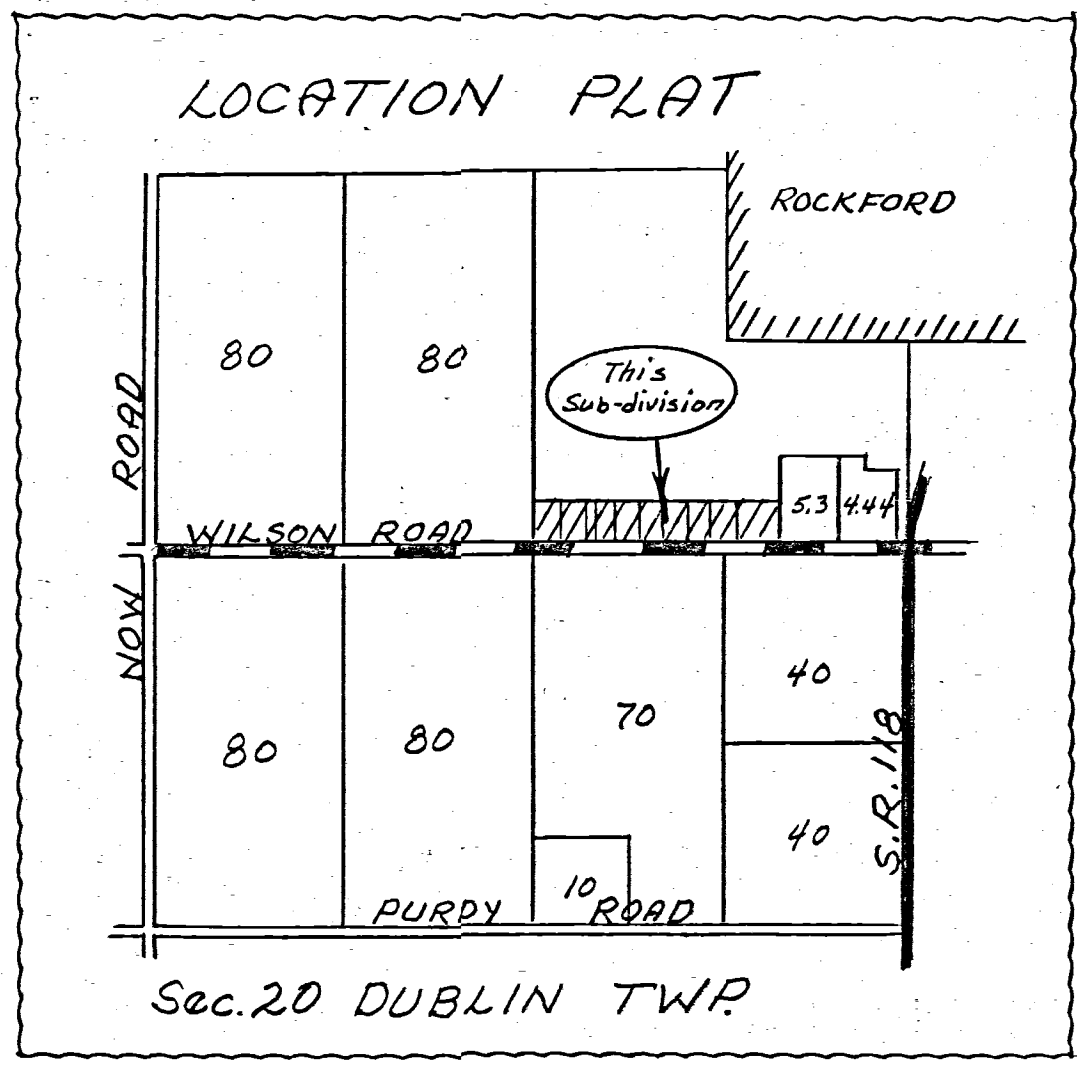 LOCATION PLAT
ROCKFORD
80
80
This
Sub-division
ROAD
5.3
4.44
WILSON ROAD
NOW
40
70
80
80
S.R. 118
40
10
PURDY ROAD
Sec. 20 DUBLIN TWP.